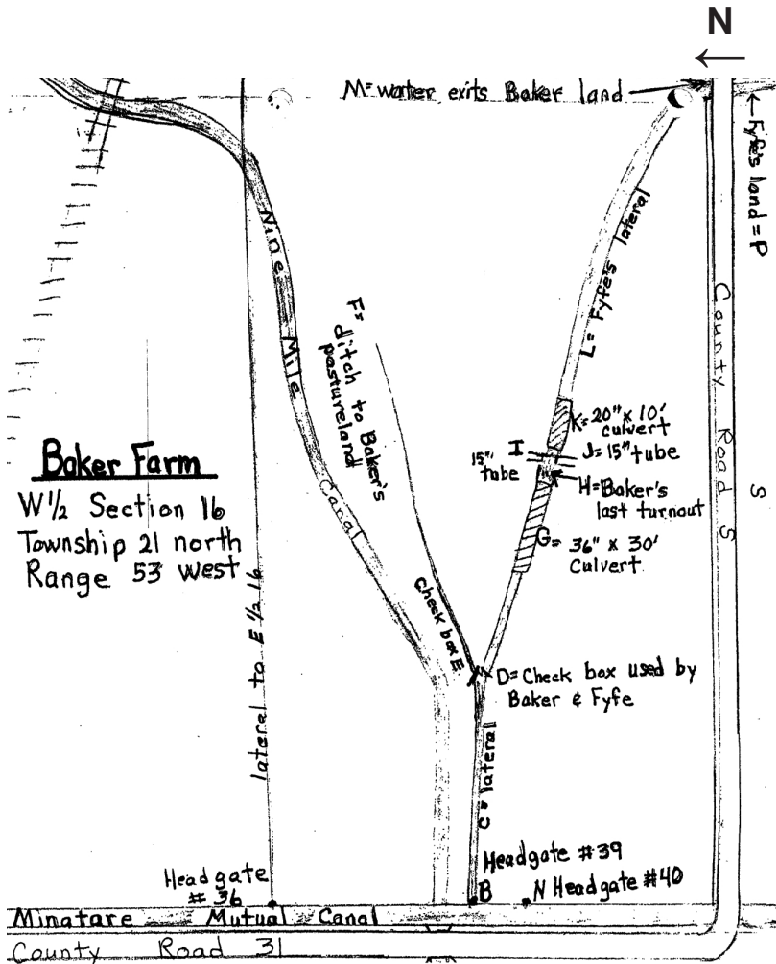 N
M=water exits Baker land
←Fyfe's land=P
Nine Mile Canal
L= Fyfe's lateral
County Road S
F=
ditch to Baker's
pastureland
K=20" x 10'
culvert
I
15"
tube
J=15" tube
H=Baker's
last turnout
G= 36" x 30'
Culvert
S
Baker Farm
W½ Section 16
Township 21 north
Range 53 west
lateral to E½ 16
Check box E
D=Check box used by
Baker & Fyfe
C=lateral
Headgate #39
B
N Headgate #40
Headgate
# 36
Minatare Mutual Canal
County Road 31